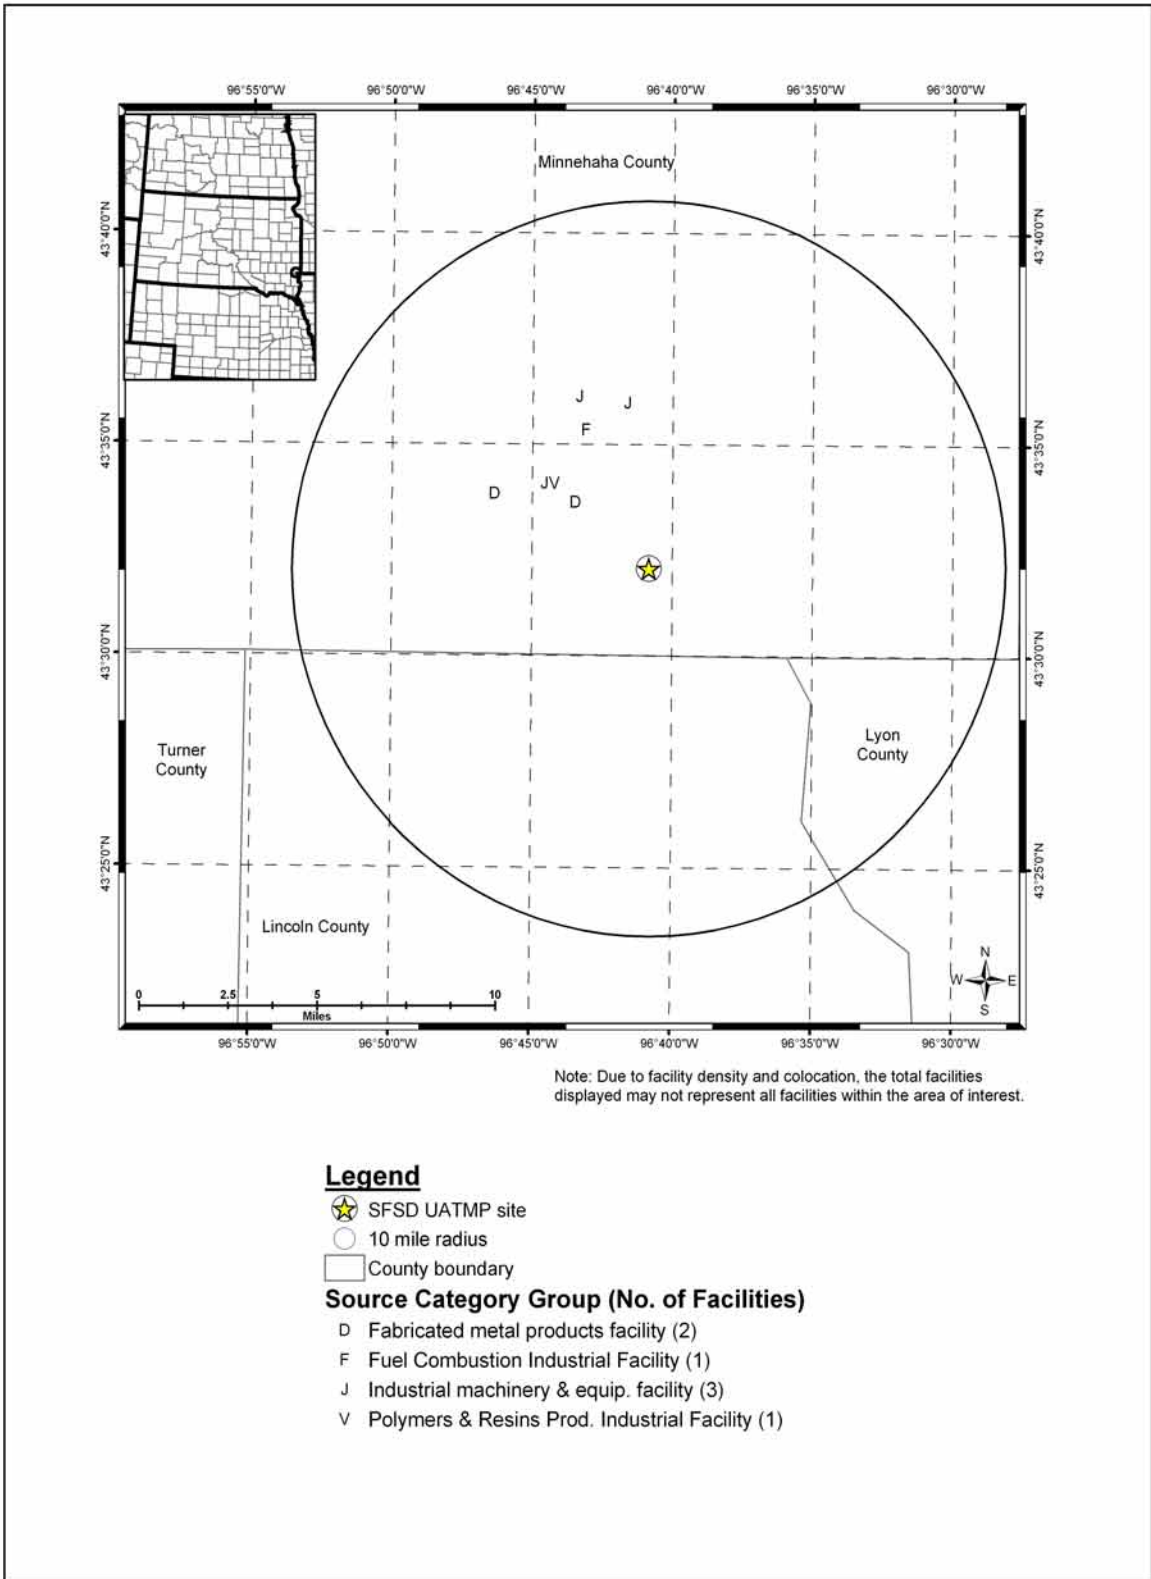 96°55'0"W 96°50'0"W 96°45'0"W 96°40'0"W 96°35'0"W 96°30'0"W
Minnehaha County
43°40'0"N
43°40'0"N
J
J
F
43°35'0"N
43°35'0"N
JV
D
D
43°30'0"N
43°30'0"N
Turner
County
Lyon
County
43°25'0"N
43°25'0"N
Lincoln County
N
W E
S
0 2.5 5 10
Miles
96°55'0"W 96°50'0"W 96°45'0"W 96°40'0"W 96°35'0"W 96°30'0"W
Note: Due to facility density and colocation, the total facilities
displayed may not represent all facilities within the area of interest.
Legend
SFSD UATMP site
10 mile radius
County boundary
Source Category Group (No. of Facilities)
D Fabricated metal products facility (2)
F Fuel Combustion Industrial Facility (1)
J Industrial machinery & equip. facility (3)
V Polymers & Resins Prod. Industrial Facility (1)